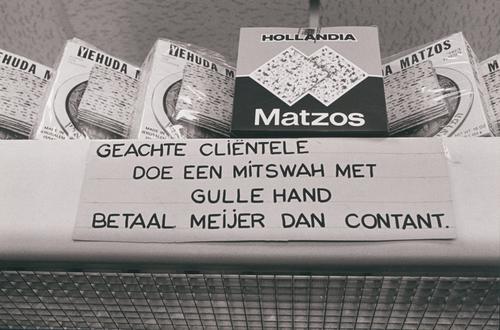 YEHUDA M
YEHUDA M
YEHUDA M
HOLLANDIA
Matzos
A MATZOS
GEACHTE CLIËNTELE
DOE EEN MITSWAH MET
GULLE HAND
BETAAL MEIJER DAN CONTANT.